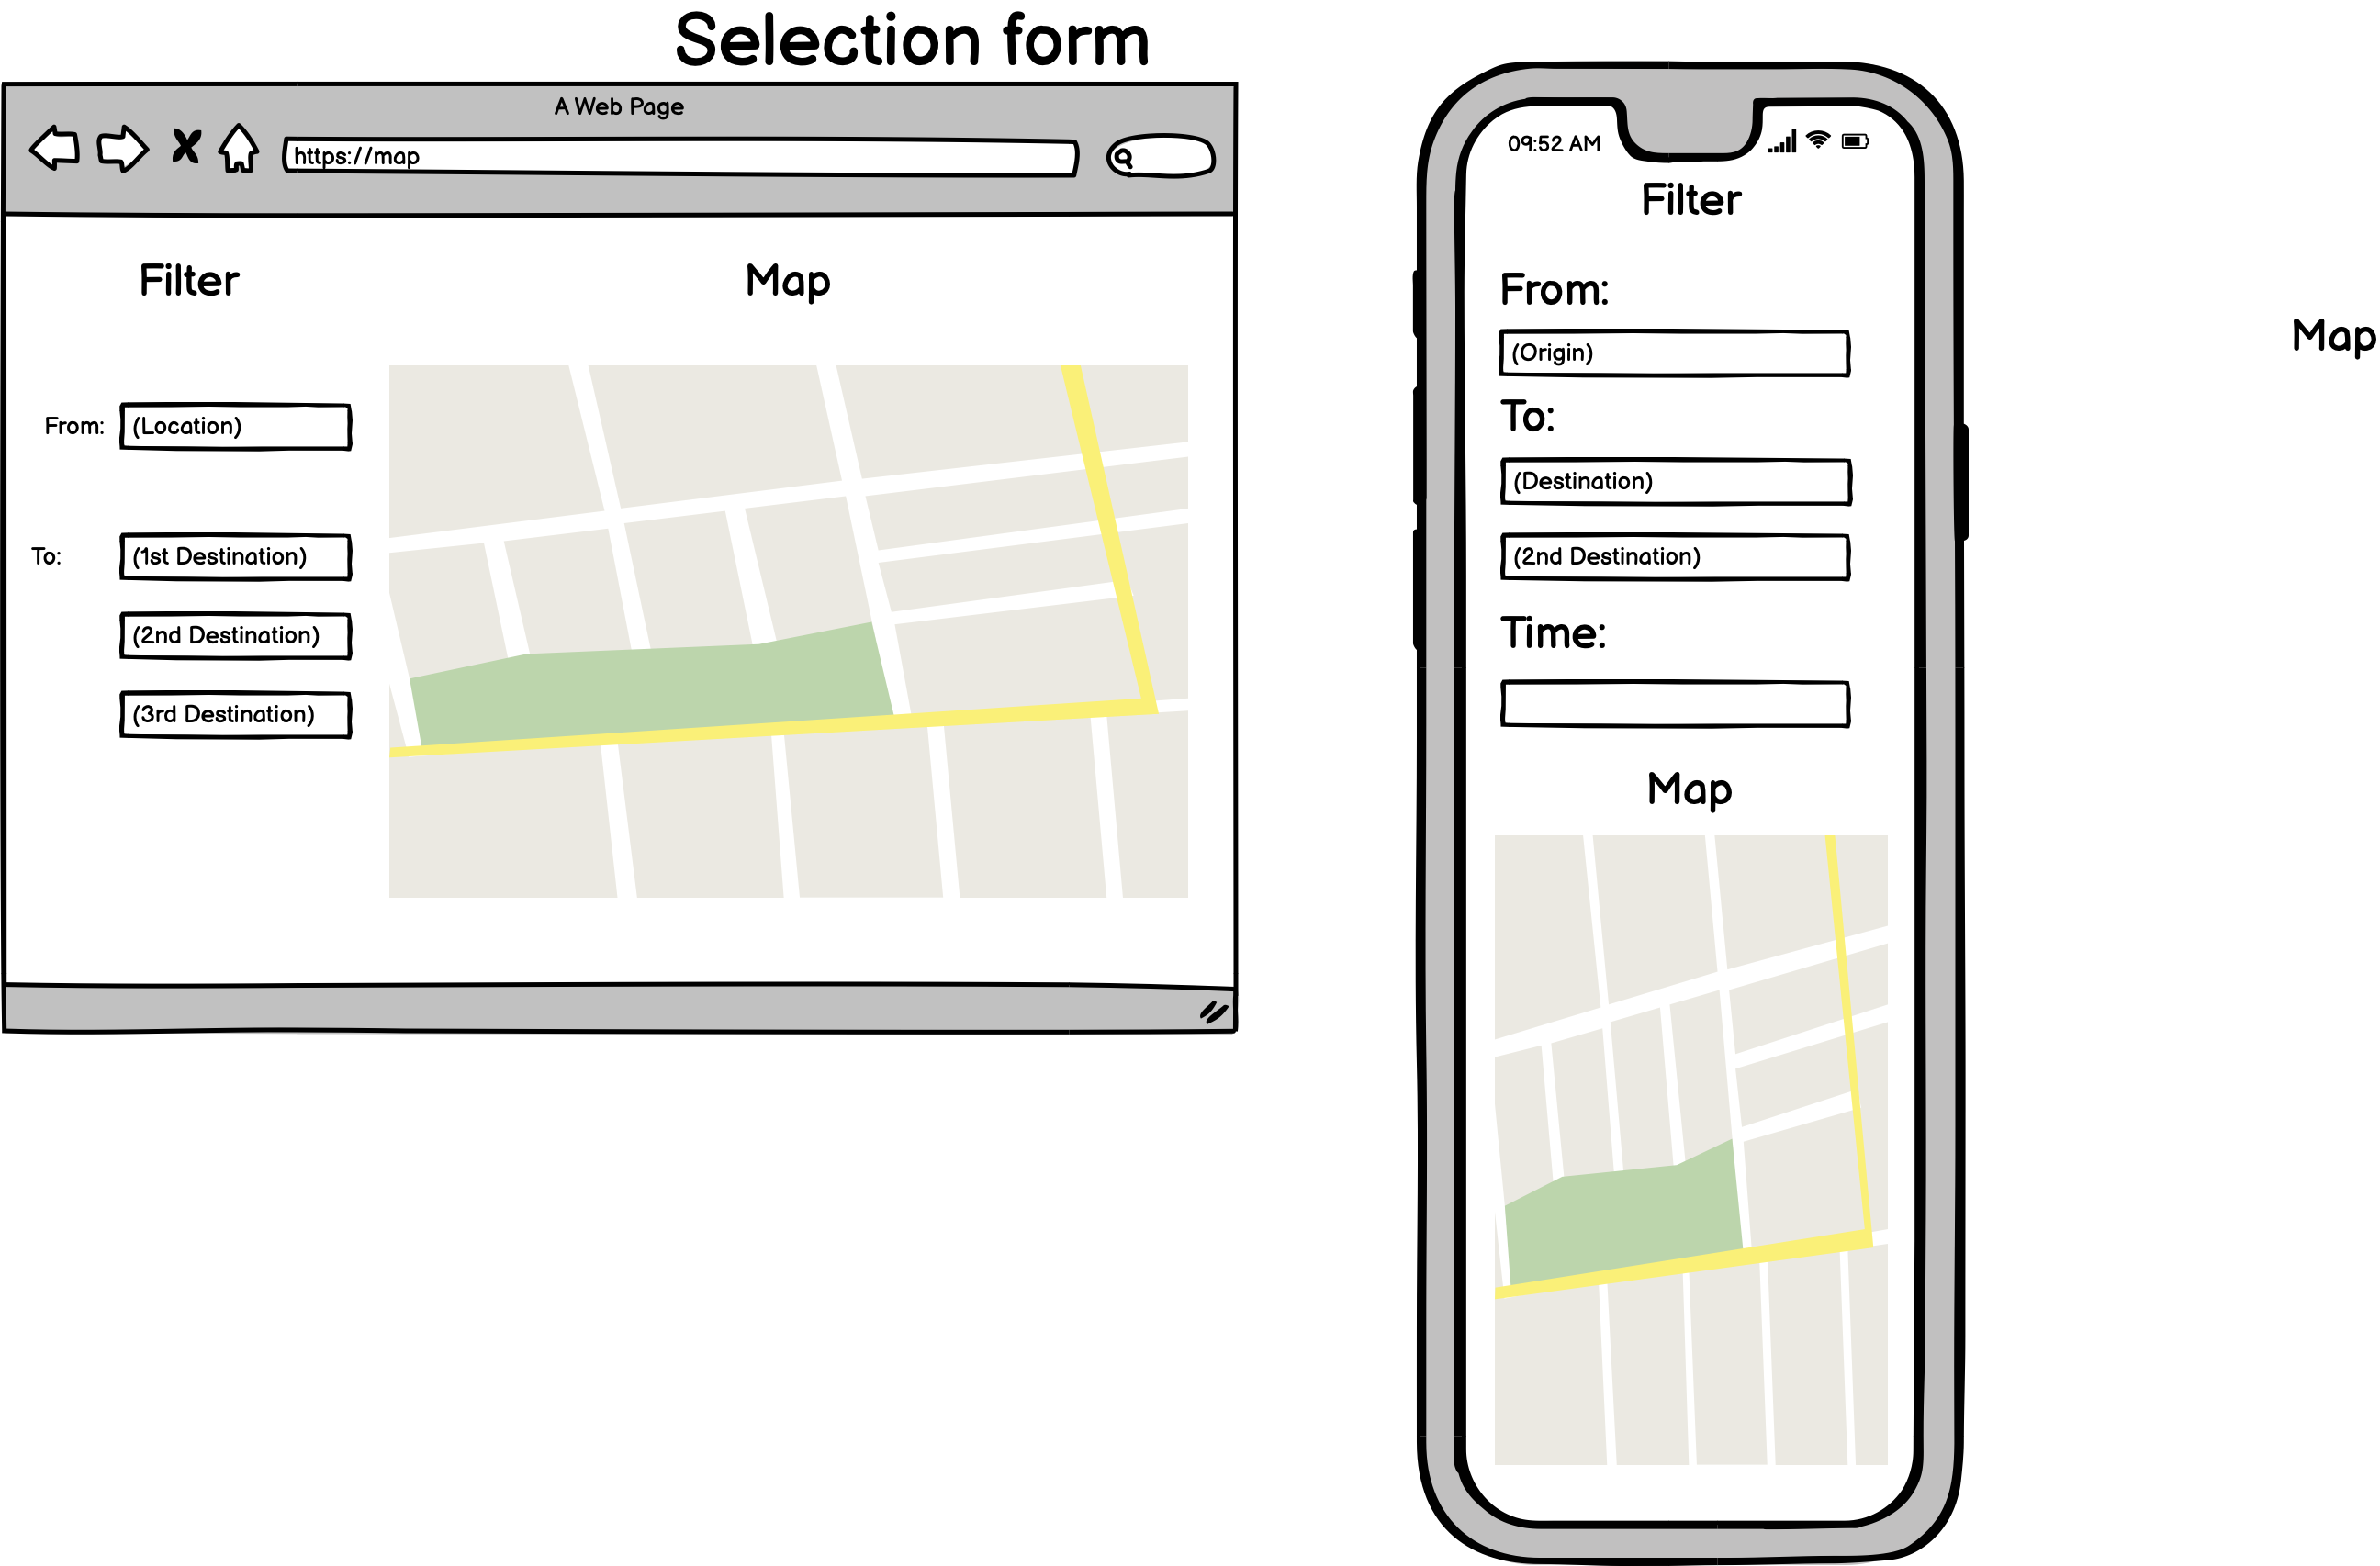 Selection form
A Web Page
https://map
Filter
Map
From:
(Location)
To:
(1st Destination)
(2nd Destination)
(3rd Destination)
09:52 AM
Filter
From:
(Origin)
To:
(Destination)
(2nd Destination)
Time:
Map
Map